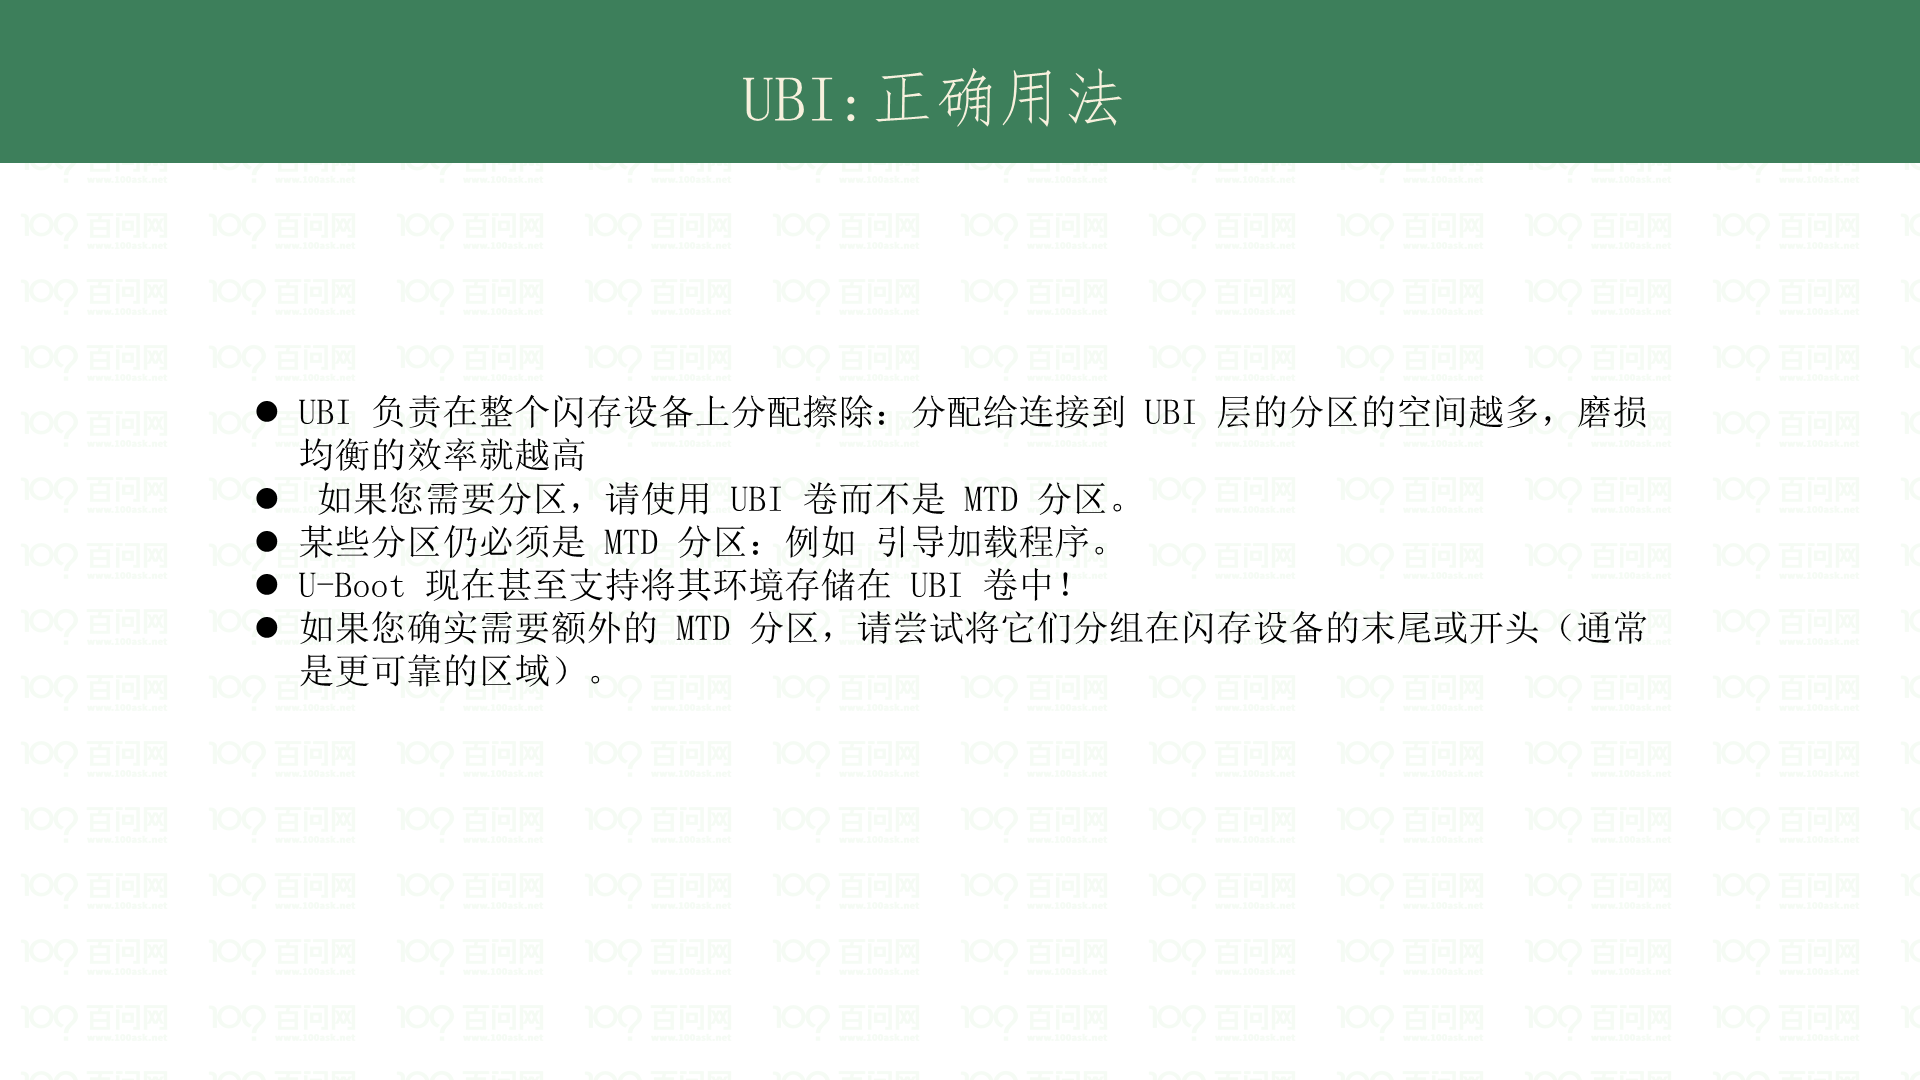 UBI:正确用法
● UBI 负责在整个闪存设备上分配擦除：分配给连接到 UBI 层的分区的空间越多，磨损
均衡的效率就越高
● 如果您需要分区，请使用 UBI 卷而不是 MTD 分区。
● 某些分区仍必须是 MTD 分区：例如 引导加载程序。
● U-Boot 现在甚至支持将其环境存储在 UBI 卷中！
● 如果您确实需要额外的 MTD 分区，请尝试将它们分组在闪存设备的末尾或开头（通常
是更可靠的区域）。
百问网
www.100ask.net